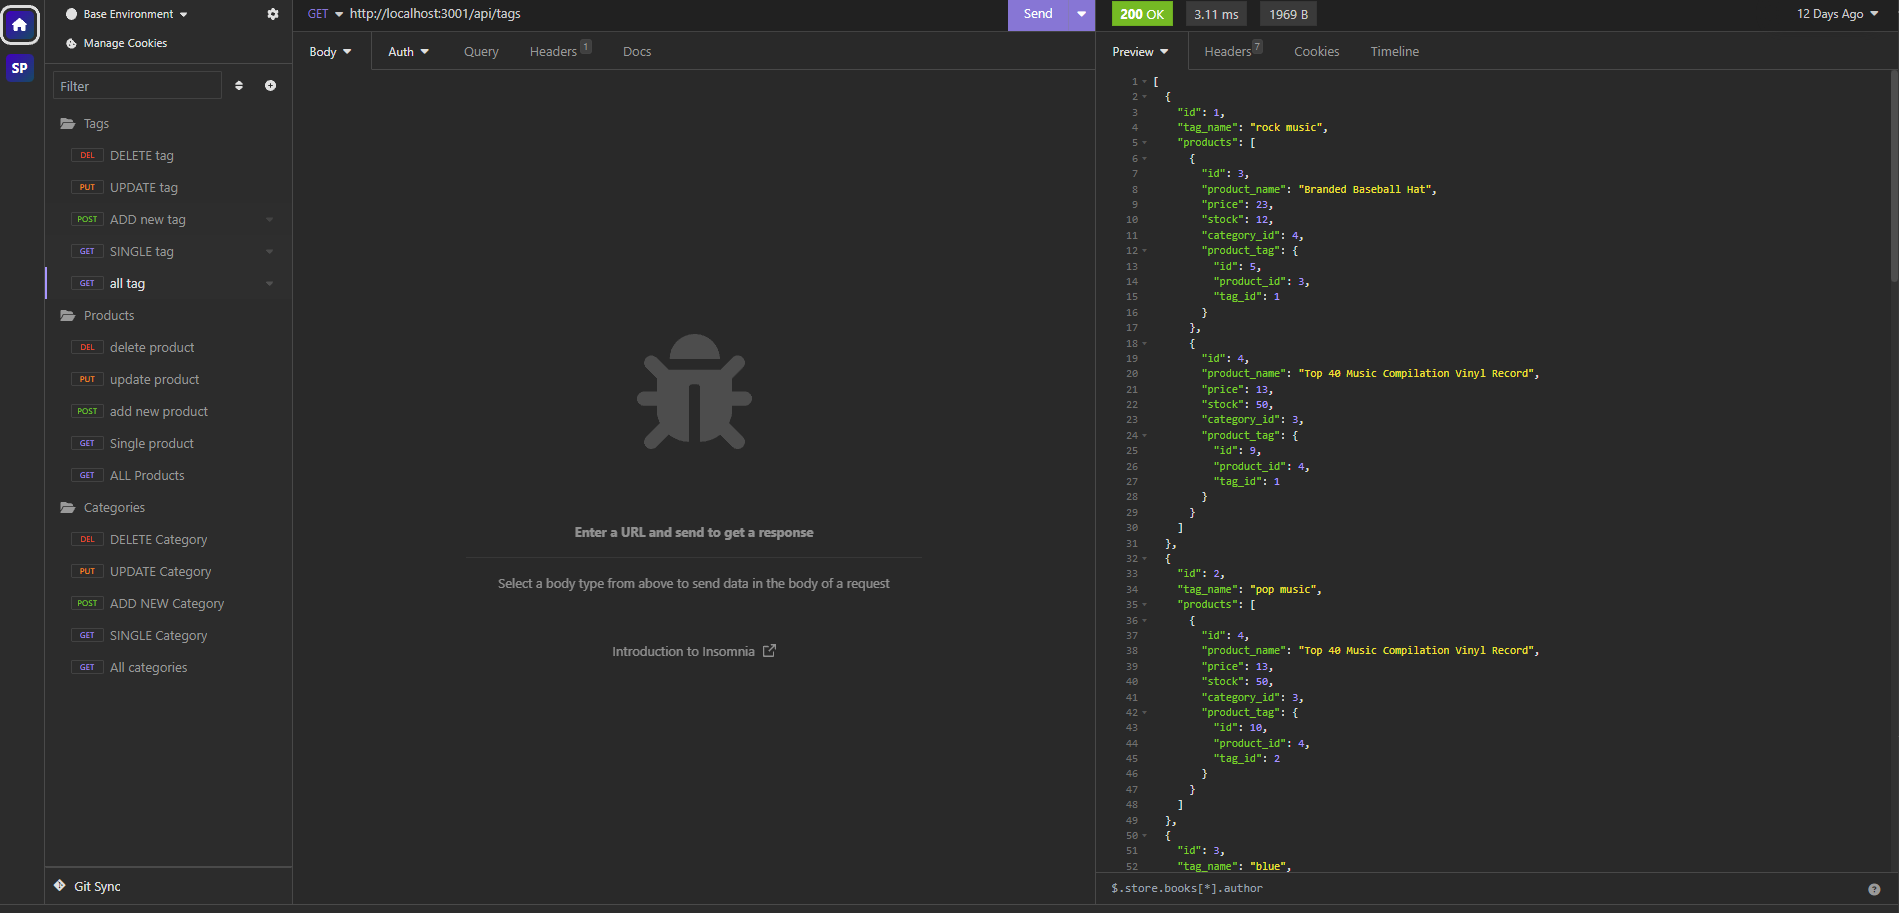 Base Environment
Manage Cookies
SP
Filter
Tags
DEL DELETE tag
PUT UPDATE tag
POST ADD new tag
GET SINGLE tag
GET all tag
Products
DEL delete product
PUT update product
POST add new product
GET Single product
GET ALL Products
Categories
DEL DELETE Category
PUT UPDATE Category
POST ADD NEW Category
GET SINGLE Category
GET All categories
Git Sync
GET http://localhost:3001/api/tags Send
Body Auth Query Headers 1 Docs
Enter a URL and send to get a response
Select a body type from above to send data in the body of a request
Introduction to Insomnia
200 OK 3.11 ms 1969 B 12 Days Ago
Preview Headers 7 Cookies Timeline
1 [
2 {
3 "id": 1,
4 "tag_name": "rock music",
5 "products": [
6 {
7 "id": 3,
8 "product_name": "Branded Baseball Hat",
9 "price": 23,
10 "stock": 12,
11 "category_id": 4,
12 "product_tag": {
13 "id": 5,
14 "product_id": 3,
15 "tag_id": 1
16 }
17 },
18 {
19 "id": 4,
20 "product_name": "Top 40 Music Compilation Vinyl Record",
21 "price": 13,
22 "stock": 50,
23 "category_id": 3,
24 "product_tag": {
25 "id": 9,
26 "product_id": 4,
27 "tag_id": 1
28 }
29 }
30 ]
31 },
32 {
33 "id": 2,
34 "tag_name": "pop music",
35 "products": [
36 {
37 "id": 4,
38 "product_name": "Top 40 Music Compilation Vinyl Record",
39 "price": 13,
40 "stock": 50,
41 "category_id": 3,
42 "product_tag": {
43 "id": 10,
44 "product_id": 4,
45 "tag_id": 2
46 }
47 }
48 ]
49 },
50 {
51 "id": 3,
52 "tag_name": "blue",
$.store.books[*].author